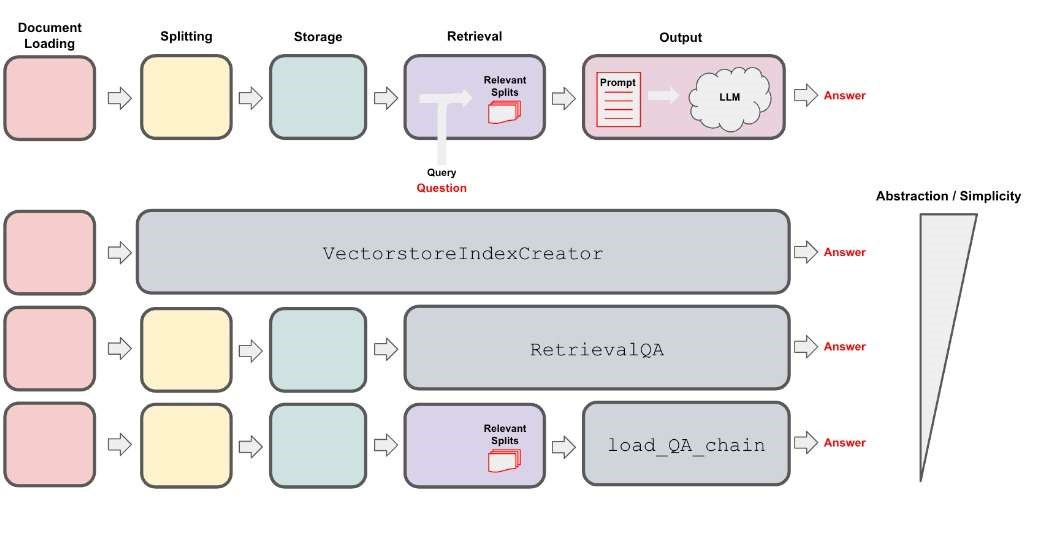 Document
Loading
Splitting
Storage
Retrieval
Output
Relevant
Splits
Prompt
LLM
Answer
Query
Question
Abstraction / Simplicity
VectorstoreIndexCreator
Answer
RetrievalQA
Answer
Relevant
Splits
load_QA_chain
Answer